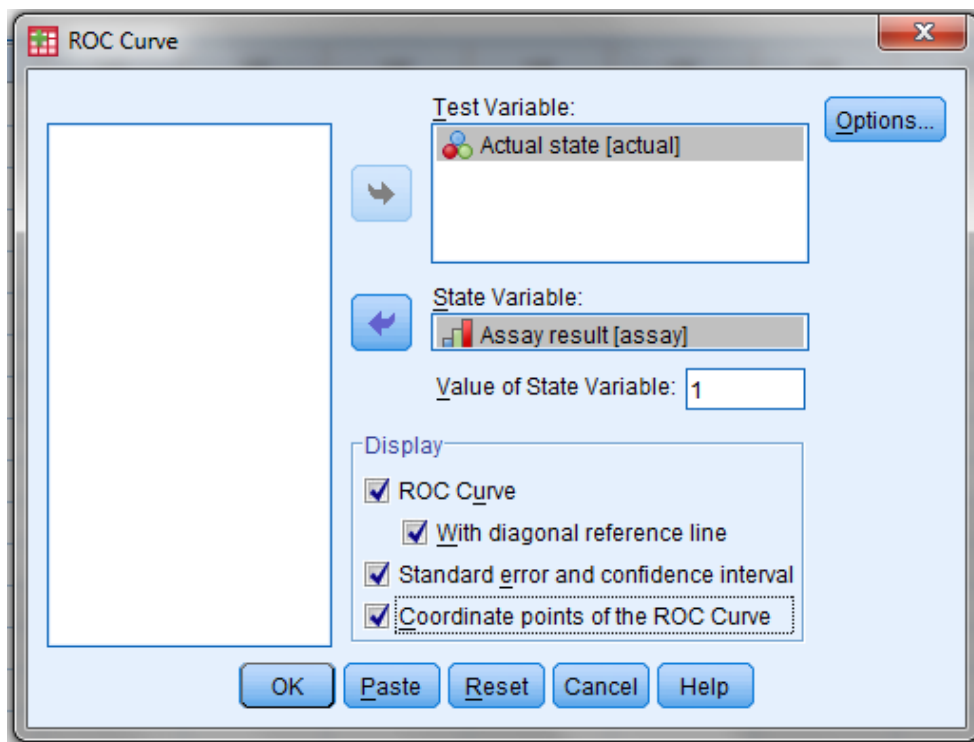 ROC Curve
Test Variable:
Actual state [actual]
Options...
State Variable:
Assay result [assay]
Value of State Variable: 1
Display
ROC Curve
With diagonal reference line
Standard error and confidence interval
Coordinate points of the ROC Curve
OK Paste Reset Cancel Help